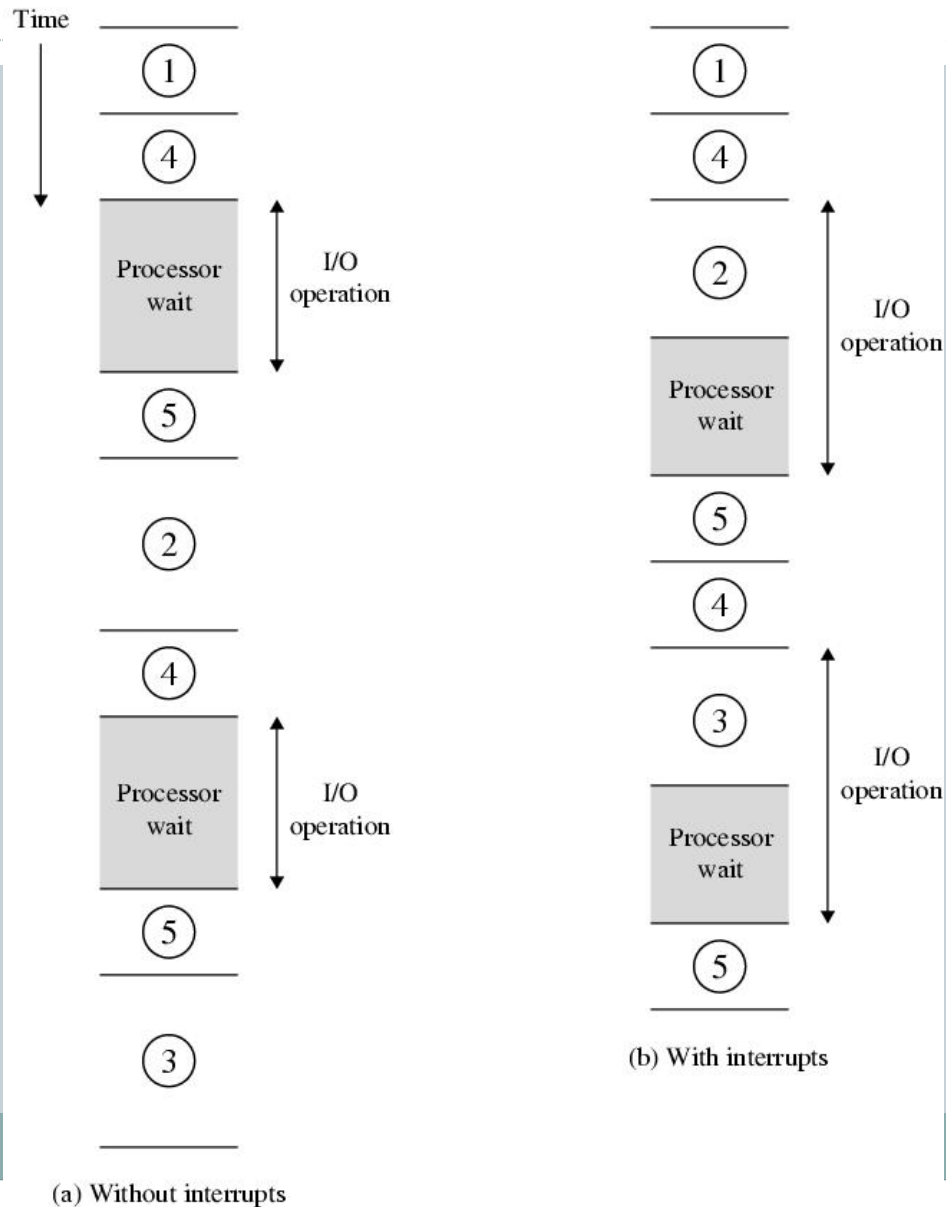 Time
1
4
Processor
wait
I/O
operation
5
2
4
Processor
wait
I/O
operation
5
3
(a) Without interrupts
1
4
2
I/O
operation
Processor
wait
5
4
3
I/O
operation
Processor
wait
5
(b) With interrupts